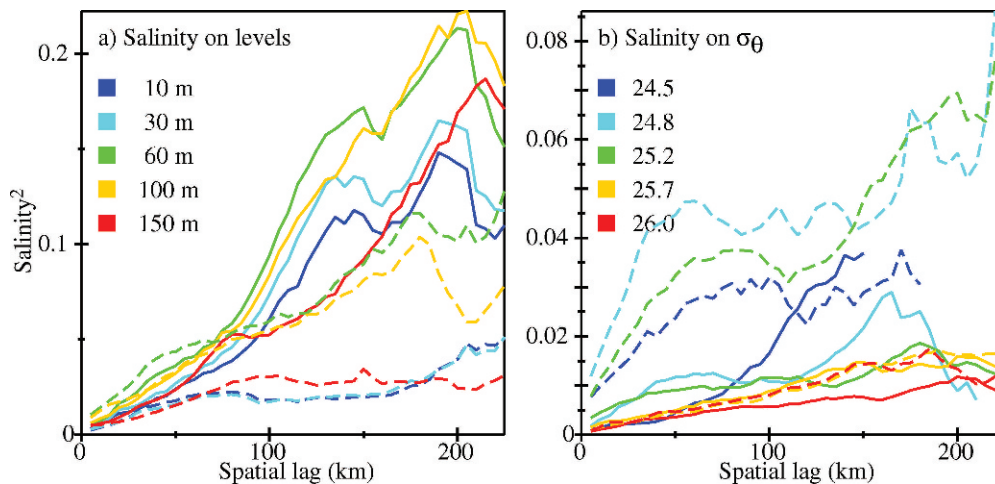 a) Salinity on levels
10 m
30 m
60 m
100 m
150 m
Salinity²
0.2
0.1
0
0
100
200
Spatial lag (km)
b) Salinity on σθ
24.5
24.8
25.2
25.7
26.0
0.08
0.06
0.04
0.02
0
0
100
200
Spatial lag (km)